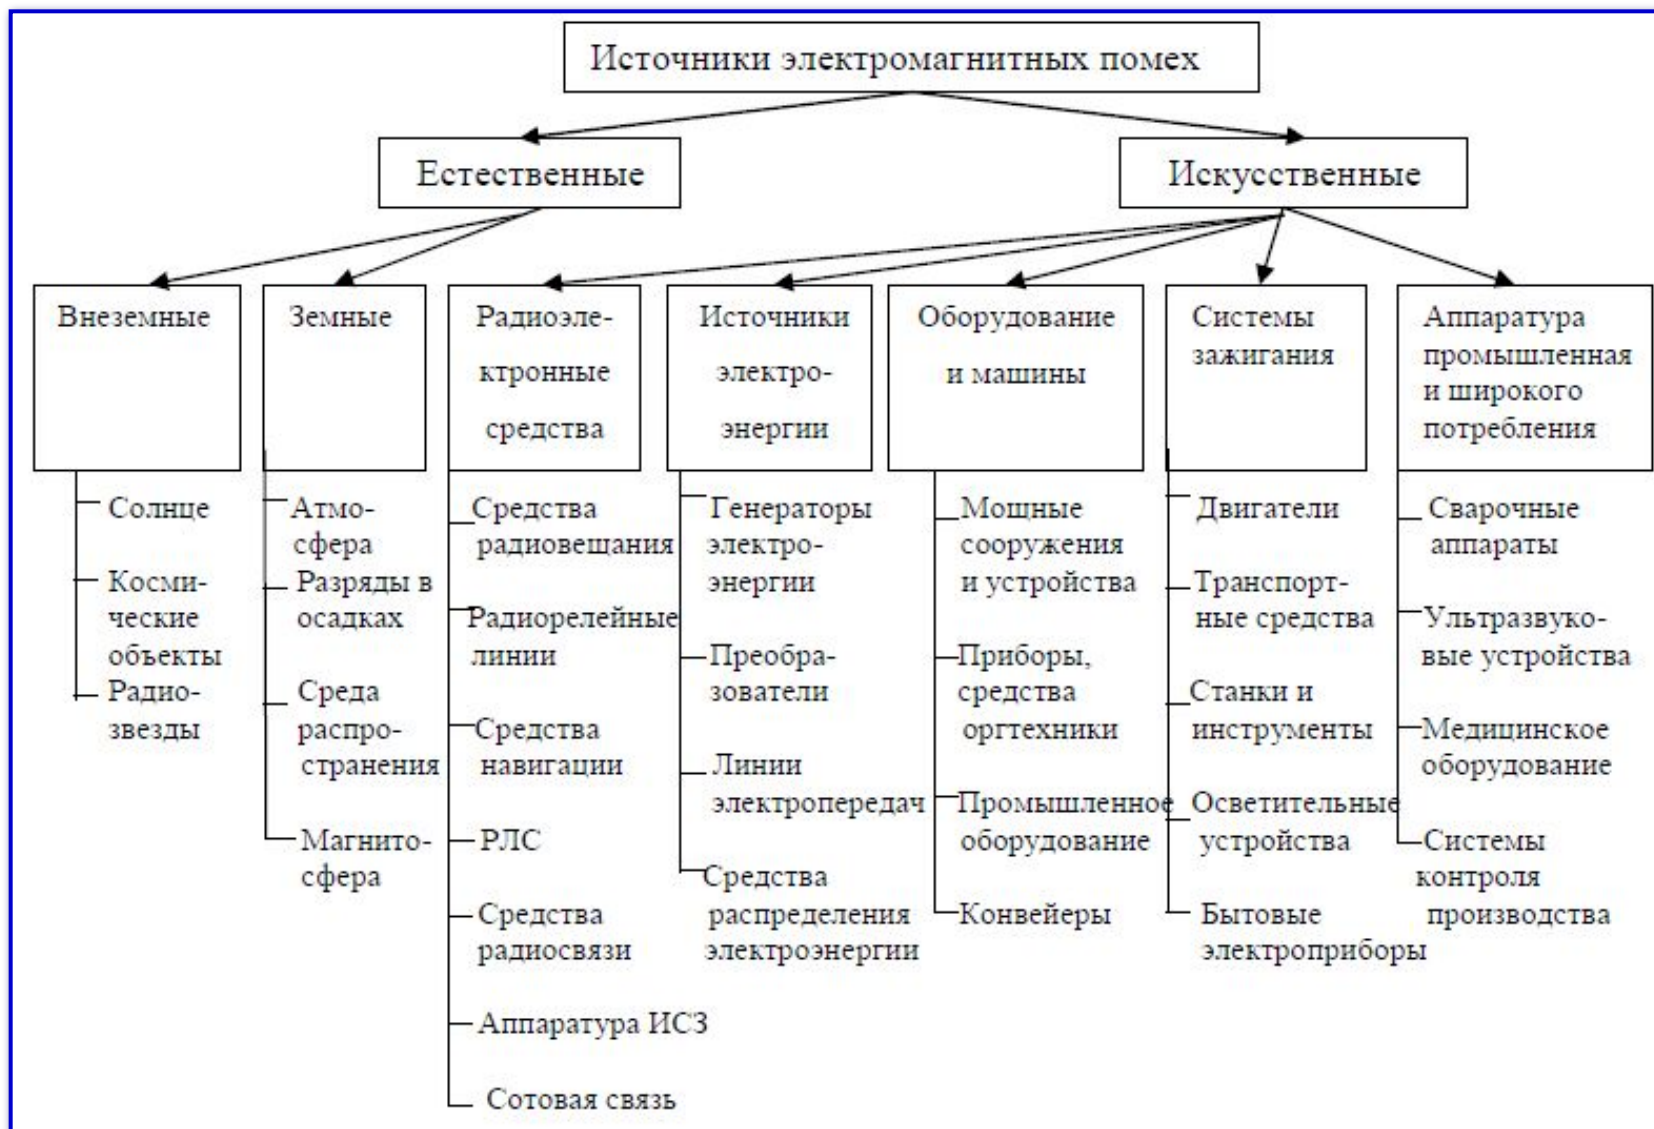 Источники электромагнитных помех
Естественные
Искусственные
Внеземные
Солнце
Косми-
ческие
объекты
Радио-
звезды
Земные
Атмо-
сфера
Разряды в
осадках
Среда
распро-
странения
Магнито-
сфера
Радиоэле-
ктронные
средства
Средства
радиовещания
Радиорелейные
линии
Средства
навигации
РЛС
Средства
радиосвязи
Аппаратура ИСЗ
Сотовая связь
Источники
электро-
энергии
Генераторы
электро-
энергии
Преобра-
зователи
Линии
электропередач
Средства
распределения
электроэнергии
Оборудование
и машины
Мощные
сооружения
и устройства
Приборы,
средства
оргтехники
Промышленное
оборудование
Конвейеры
Системы
зажигания
Двигатели
Транспорт-
ные средства
Станки и
инструменты
Осветительные
устройства
Бытовые
электроприборы
Аппаратура
промышленная
и широкого
потребления
Сварочные
аппараты
Ультразвуко-
вые устройства
Медицинское
оборудование
Системы
контроля
производства